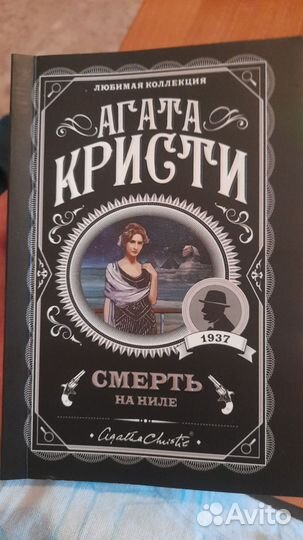 ЛЮБИМАЯ КОЛЛЕКЦИЯ
АГАТА
КРИСТИ
1937
СМЕРТЬ
НА НИЛЕ
Agatha Christie®
Avito